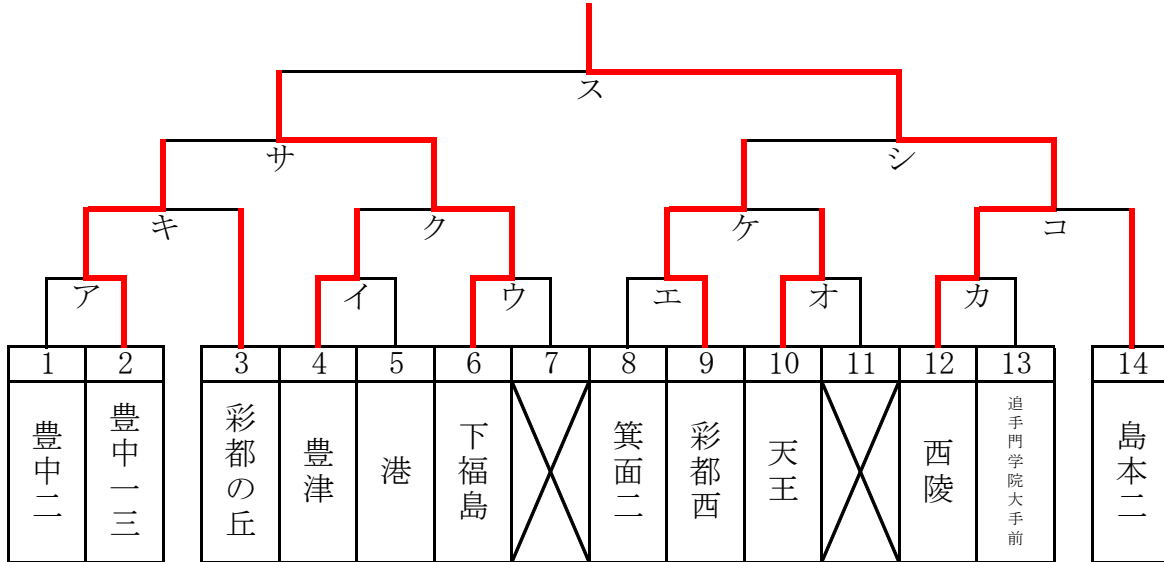 ス
サ
シ
キ
ク
ケ
コ
ア
イ
ウ
エ
オ
カ
1
2
3
4
5
6
7
8
9
10
11
12
13
14
豊中二
豊中一三
彩都の丘
豊津
港
下福島
箕面二
彩都西
天王
西陵
追手門学院大手前
島本二